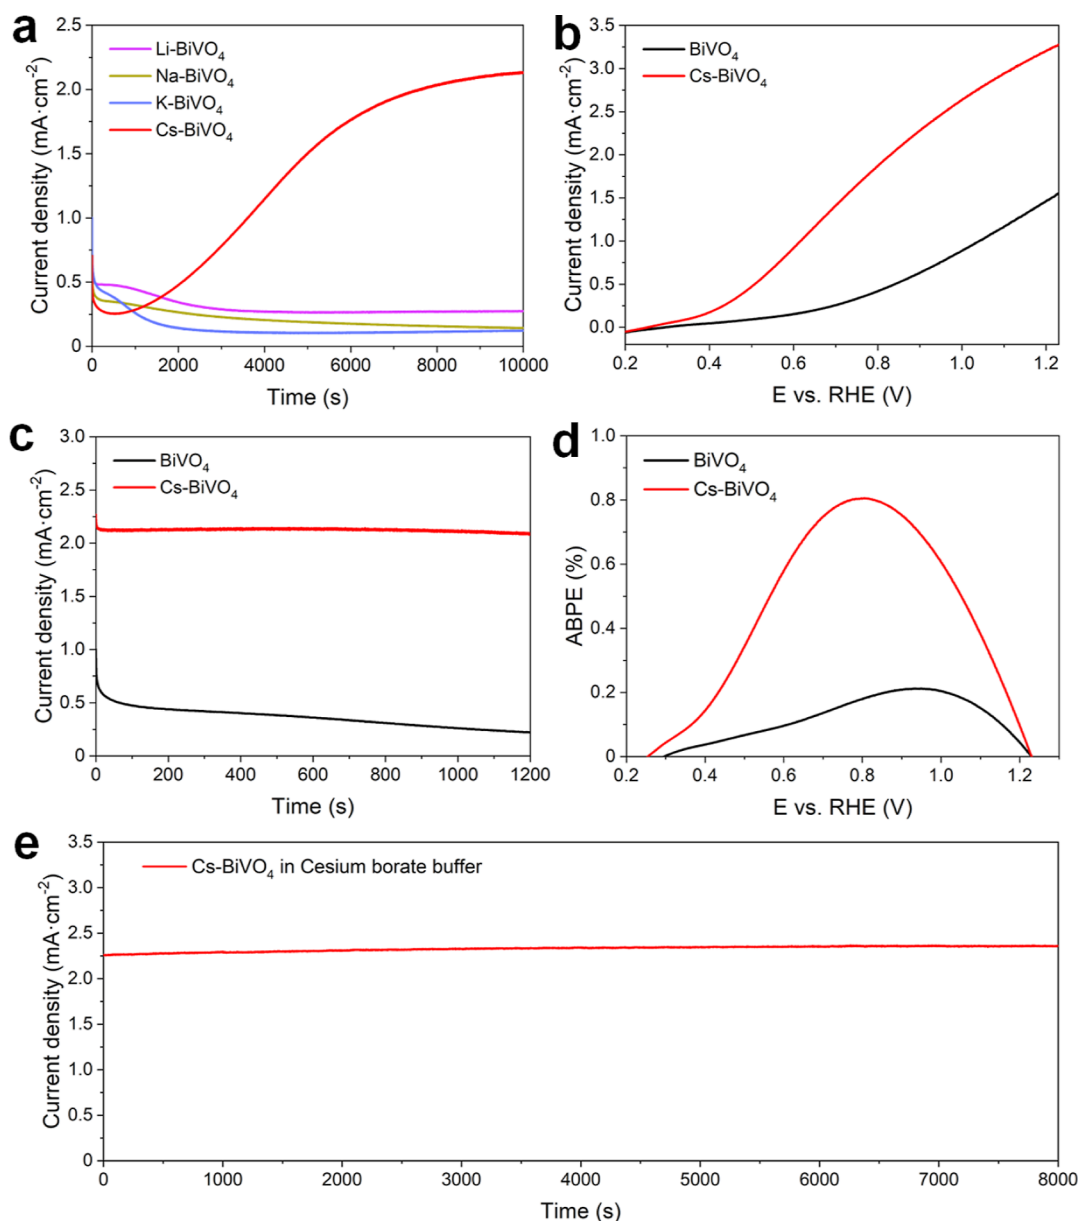 a
2.5
2.0
1.5
1.0
0.5
0
Current density (mA·cm⁻²)
Li-BiVO₄
Na-BiVO₄
K-BiVO₄
Cs-BiVO₄
0 2000 4000 6000 8000 10000
Time (s)
b
3.5
3.0
2.5
2.0
1.5
1.0
0.5
0.0
Current density (mA·cm⁻²)
BiVO₄
Cs-BiVO₄
0.2 0.4 0.6 0.8 1.0 1.2
E vs. RHE (V)
c
3.0
2.5
2.0
1.5
1.0
0.5
0
Current density (mA·cm⁻²)
BiVO₄
Cs-BiVO₄
0 200 400 600 800 1000 1200
Time (s)
d
1.0
0.8
0.6
0.4
0.2
0
ABPE (%)
BiVO₄
Cs-BiVO₄
0.2 0.4 0.6 0.8 1.0 1.2
E vs. RHE (V)
e
3.5
3.0
2.5
2.0
1.5
1.0
0.5
0
Current density (mA·cm⁻²)
Cs-BiVO₄ in Cesium borate buffer
0 1000 2000 3000 4000 5000 6000 7000 8000
Time (s)